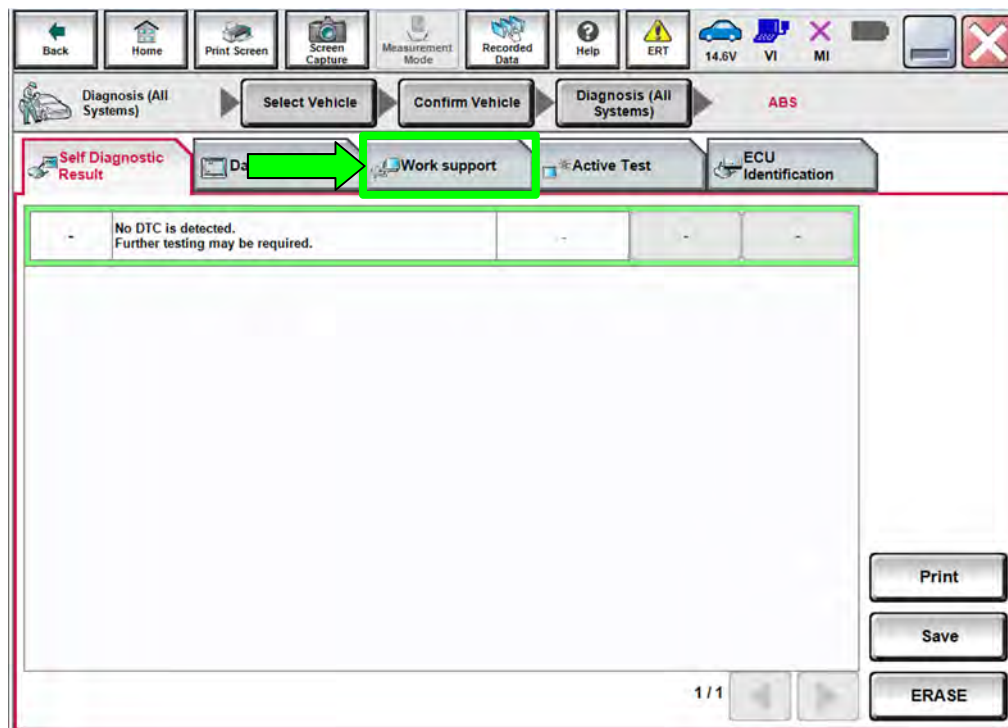 Back
Home
Print Screen
Screen
Capture
Measurement
Mode
Recorded
Data
Help
ERT
14.6V
VI
MI
Diagnosis (All
Systems)
Select Vehicle
Confirm Vehicle
Diagnosis (All
Systems)
ABS
Self Diagnostic
Result
Da
Work support
Active Test
ECU
Identification
-
No DTC is detected.
Further testing may be required.
-
-
-
Print
Save
1/1
ERASE